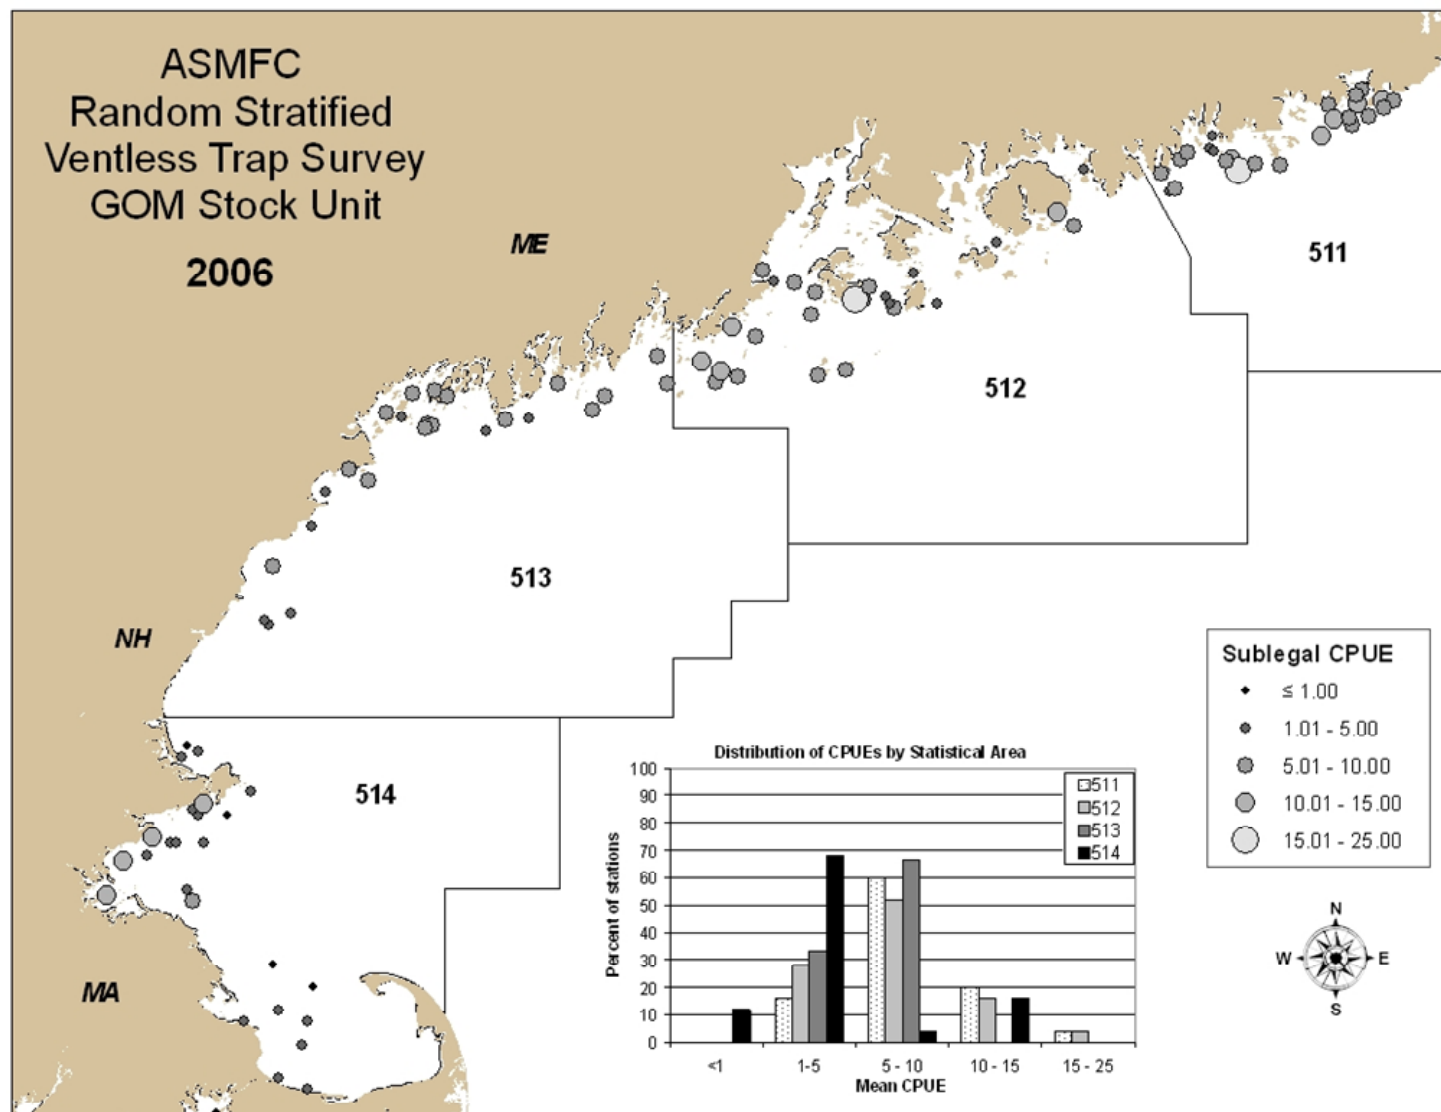 ASMFC
Random Stratified
Ventless Trap Survey
GOM Stock Unit
2006
ME
NH
MA
511
512
513
514
Sublegal CPUE
≤ 1.00
1.01 - 5.00
5.01 - 10.00
10.01 - 15.00
15.01 - 25.00
N
W E
S
Distribution of CPUEs by Statistical Area
Percent of stations
100
90
80
70
60
50
40
30
20
10
0
<1 1-5 5 - 10 10 - 15 15 - 25
Mean CPUE
511
512
513
514